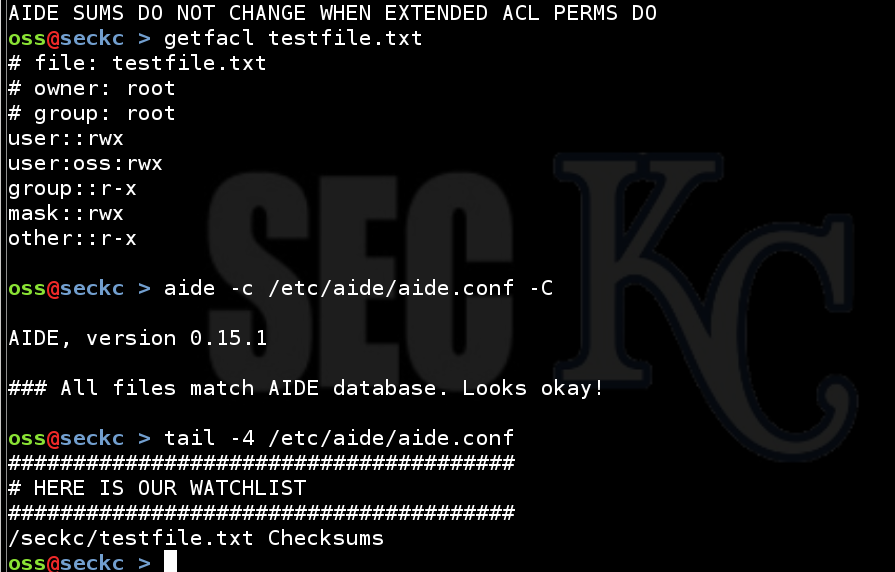 AIDE SUMS DO NOT CHANGE WHEN EXTENDED ACL PERMS DO
oss@seckc > getfacl testfile.txt
# file: testfile.txt
# owner: root
# group: root
user::rwx
user:oss:rwx
group::r-x
mask::rwx
other::r-x
oss@seckc > aide -c /etc/aide/aide.conf -C
AIDE, version 0.15.1
### All files match AIDE database. Looks okay!
oss@seckc > tail -4 /etc/aide/aide.conf
#######################################
# HERE IS OUR WATCHLIST
#######################################
/seckc/testfile.txt Checksums
oss@seckc >
SEC KC